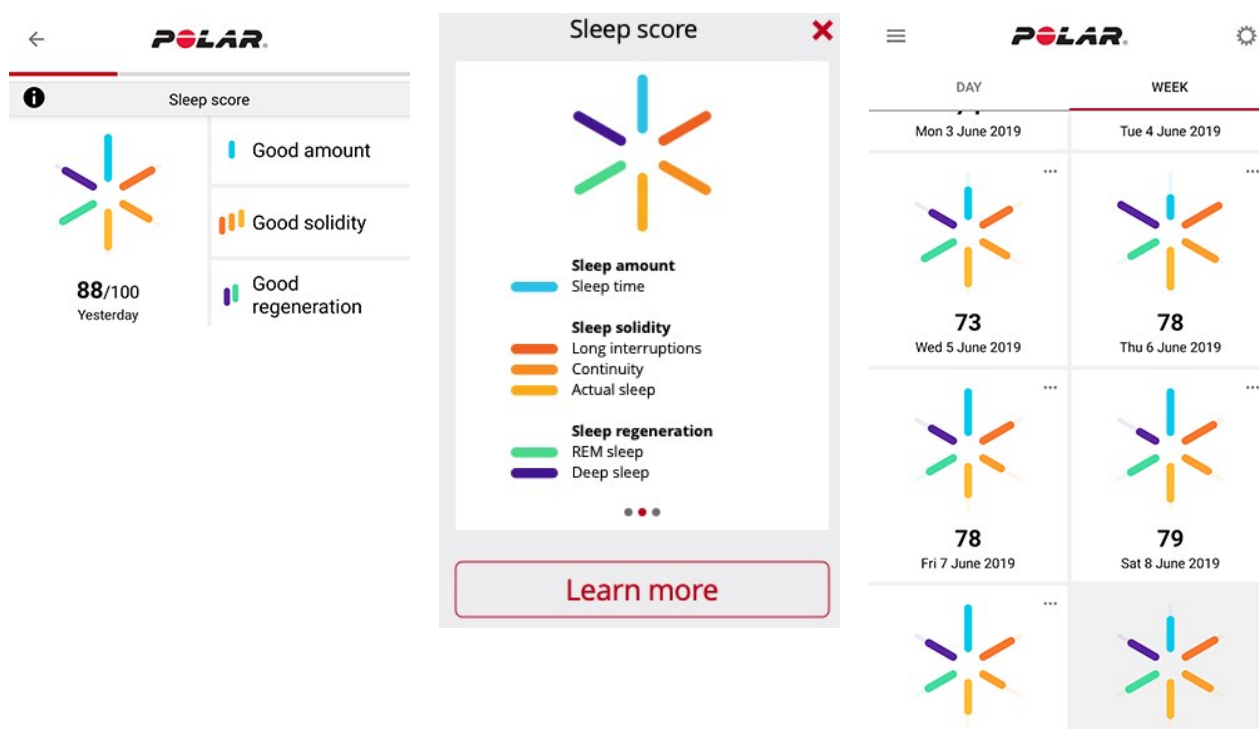 POLAR.
Sleep score
Good amount
Good solidity
Good
regeneration
88/100
Yesterday
Sleep score
Sleep amount
Sleep time
Sleep solidity
Long interruptions
Continuity
Actual sleep
Sleep regeneration
REM sleep
Deep sleep
Learn more
POLAR.
DAY
WEEK
Mon 3 June 2019
Tue 4 June 2019
73
Wed 5 June 2019
78
Thu 6 June 2019
78
Fri 7 June 2019
79
Sat 8 June 2019